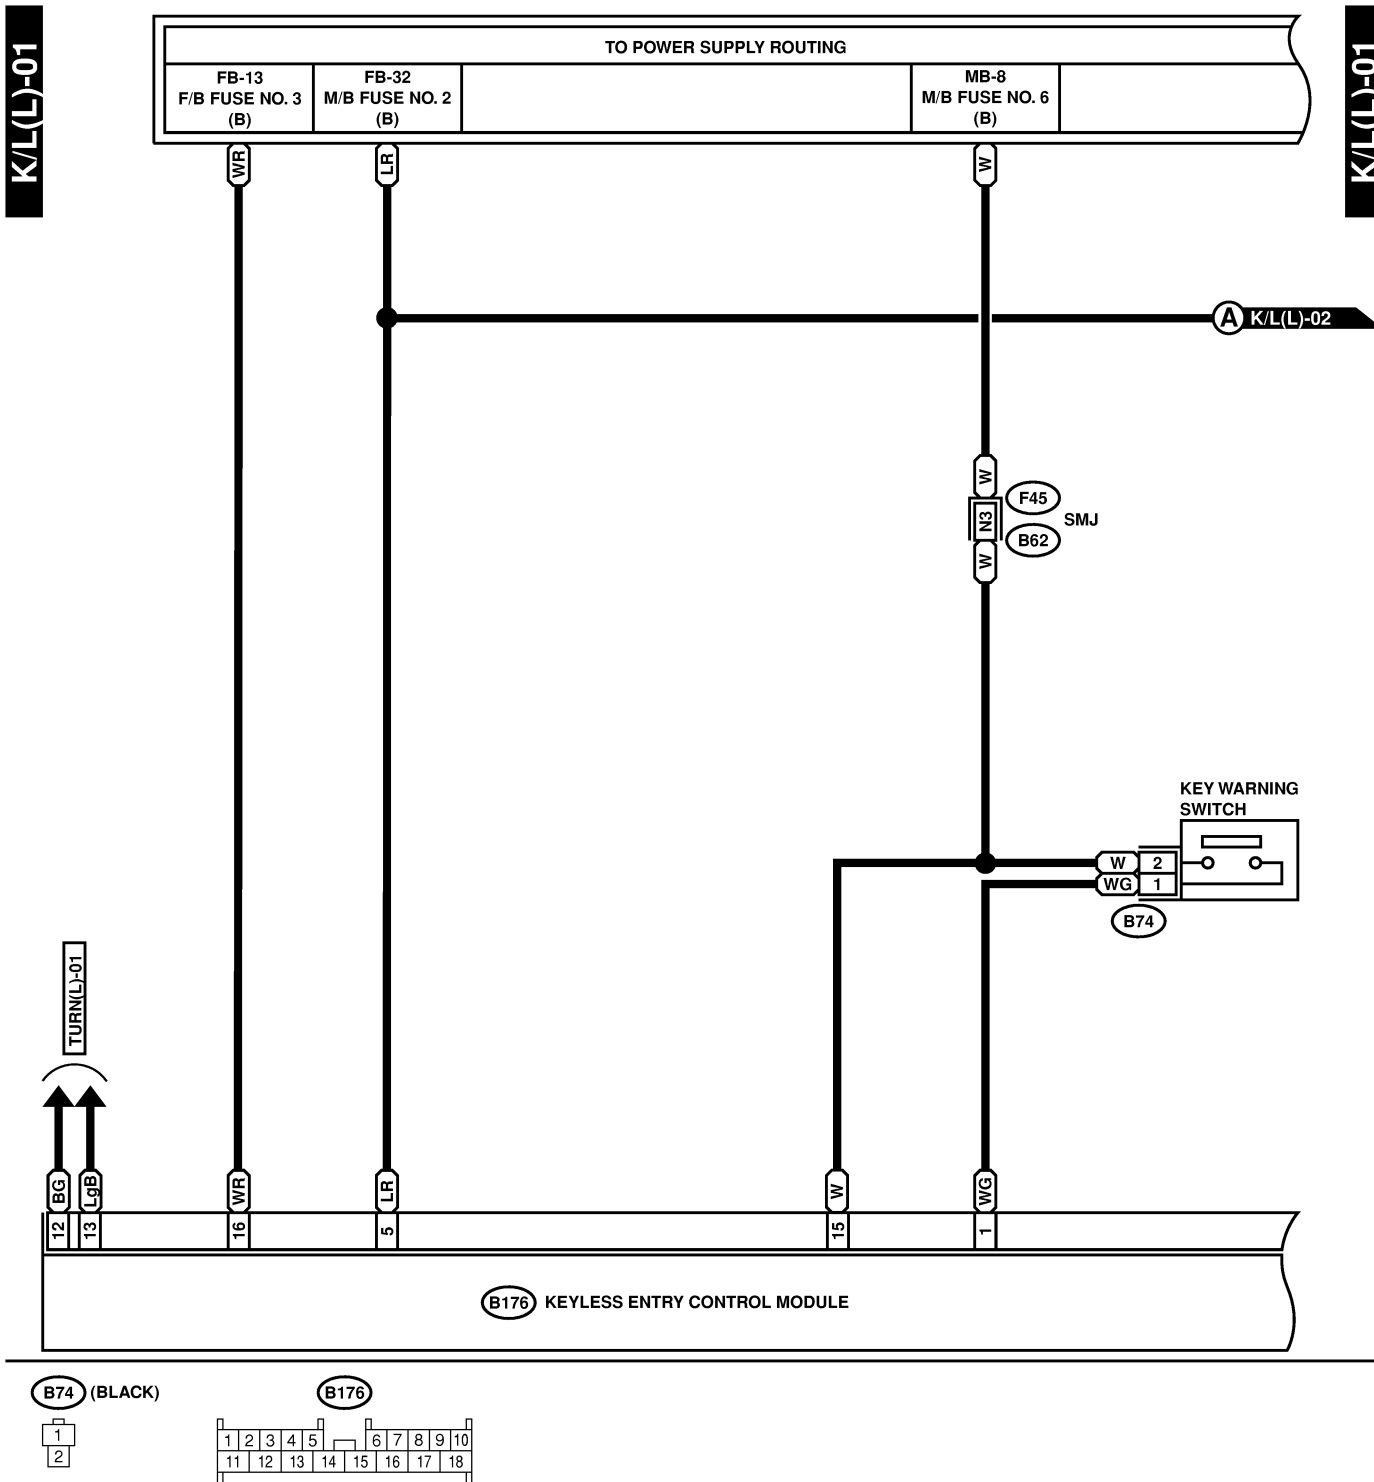 K/L(L)-01
K/L(L)-01
TO POWER SUPPLY ROUTING
FB-13
F/B FUSE NO. 3
(B)
FB-32
M/B FUSE NO. 2
(B)
MB-8
M/B FUSE NO. 6
(B)
WR
LR
W
A K/L(L)-02
W
F45
N3
SMJ
B62
W
KEY WARNING
SWITCH
W 2
WG 1
B74
TURN(L)-01
BG
LgB
WR
LR
W
WG
12
13
16
5
15
1
B176 KEYLESS ENTRY CONTROL MODULE
B74 (BLACK)
1
2
B176
1 2 3 4 5 6 7 8 9 10
11 12 13 14 15 16 17 18